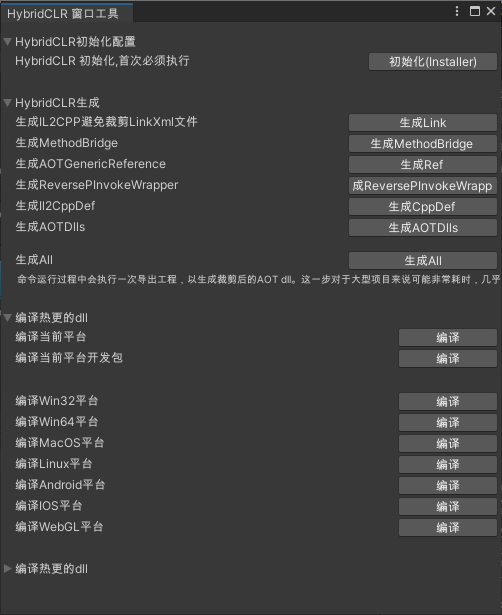 HybridCLR 窗口工具
HybridCLR初始化配置
HybridCLR 初始化,首次必须执行 初始化(Installer)
HybridCLR生成
生成IL2CPP避免裁剪LinkXml文件 生成Link
生成MethodBridge 生成MethodBridge
生成AOTGenericReference 生成Ref
生成ReversePInvokeWrapper 成ReversePInvokeWrapp
生成Il2CppDef 生成CppDef
生成AOTDlls 生成AOTDlls
生成All 生成All
命令运行过程中会执行一次导出工程，以生成裁剪后的AOT dll。这一步对于大型项目来说可能非常耗时，几乎
编译热更的dll
编译当前平台 编译
编译当前平台开发包 编译
编译Win32平台 编译
编译Win64平台 编译
编译MacOS平台 编译
编译Linux平台 编译
编译Android平台 编译
编译IOS平台 编译
编译WebGL平台 编译
编译热更的dll